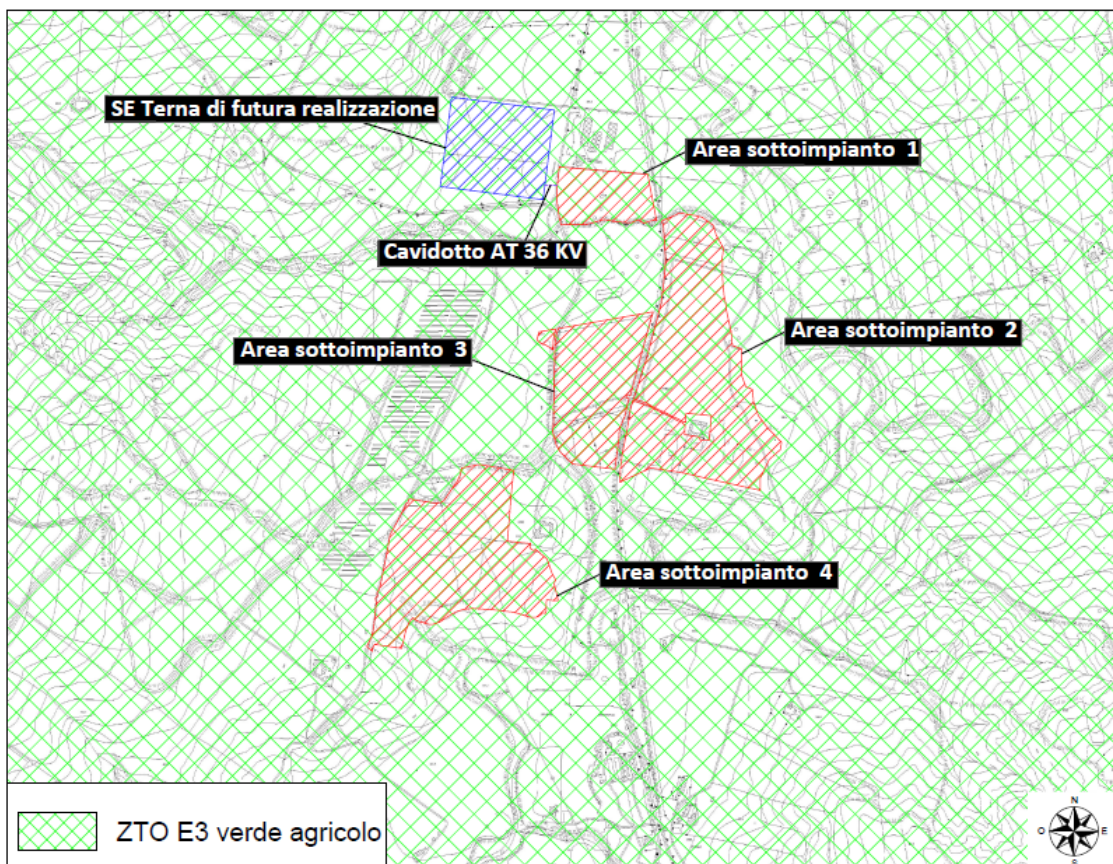 SE Terna di futura realizzazione
Area sottoimpianto 1
Cavidotto AT 36 KV
Area sottoimpianto 2
Area sottoimpianto 3
Area sottoimpianto 4
ZTO E3 verde agricolo
N
O
E
S